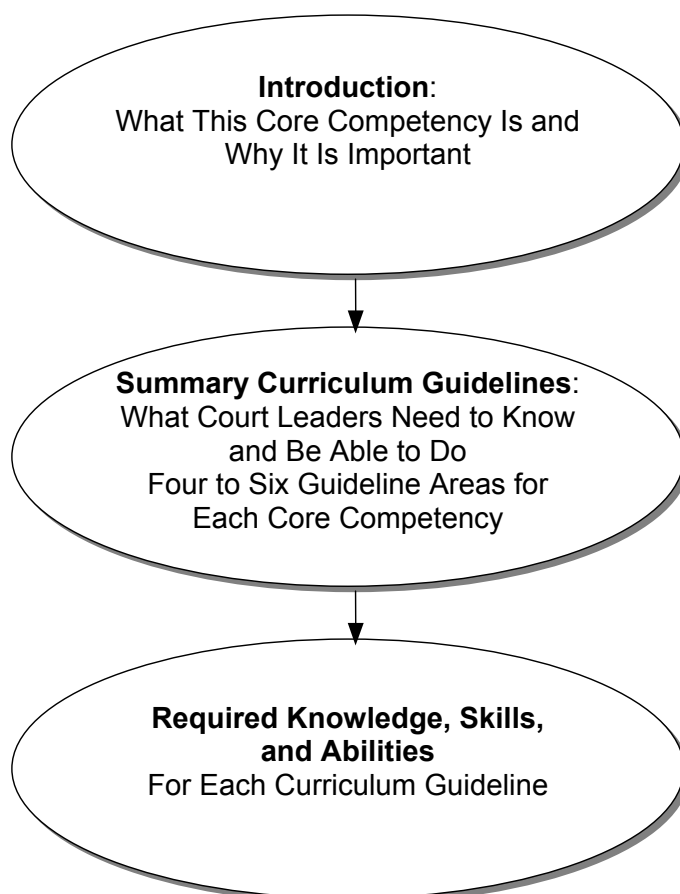 Introduction:
What This Core Competency Is and
Why It Is Important
Summary Curriculum Guidelines:
What Court Leaders Need to Know
and Be Able to Do
Four to Six Guideline Areas for
Each Core Competency
Required Knowledge, Skills,
and Abilities
For Each Curriculum Guideline